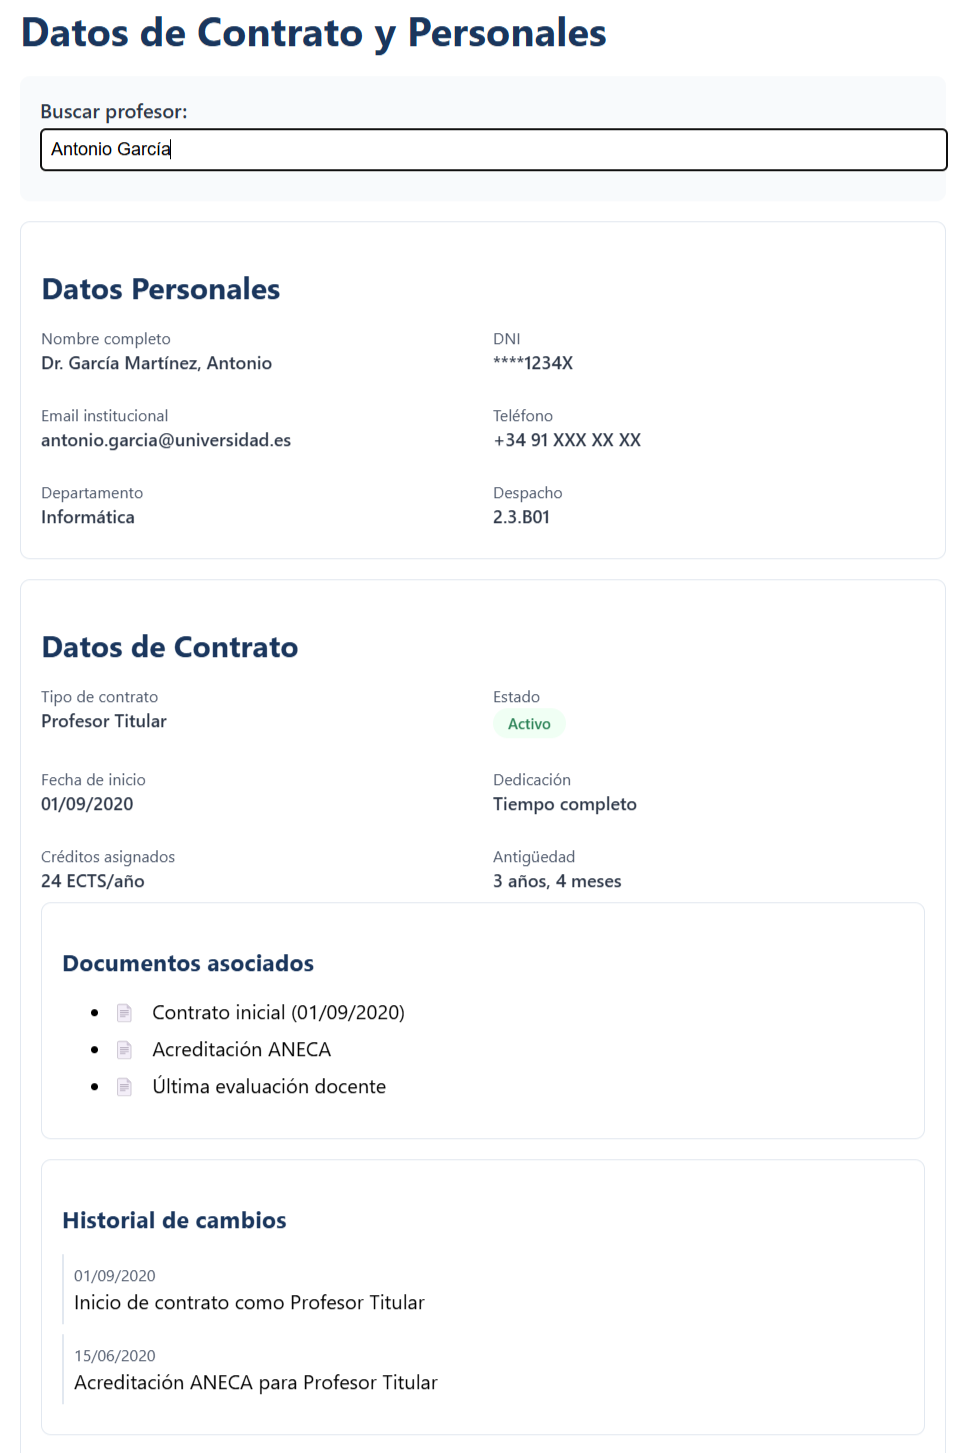 Datos de Contrato y Personales
Buscar profesor:
Antonio García
Datos Personales
Nombre completo
Dr. García Martínez, Antonio
DNI
****1234X
Email institucional
antonio.garcia@universidad.es
Teléfono
+34 91 XXX XX XX
Departamento
Informática
Despacho
2.3.B01
Datos de Contrato
Tipo de contrato
Profesor Titular
Estado
Activo
Fecha de inicio
01/09/2020
Dedicación
Tiempo completo
Créditos asignados
24 ECTS/año
Antigüedad
3 años, 4 meses
Documentos asociados
Contrato inicial (01/09/2020)
Acreditación ANECA
Última evaluación docente
Historial de cambios
01/09/2020
Inicio de contrato como Profesor Titular
15/06/2020
Acreditación ANECA para Profesor Titular